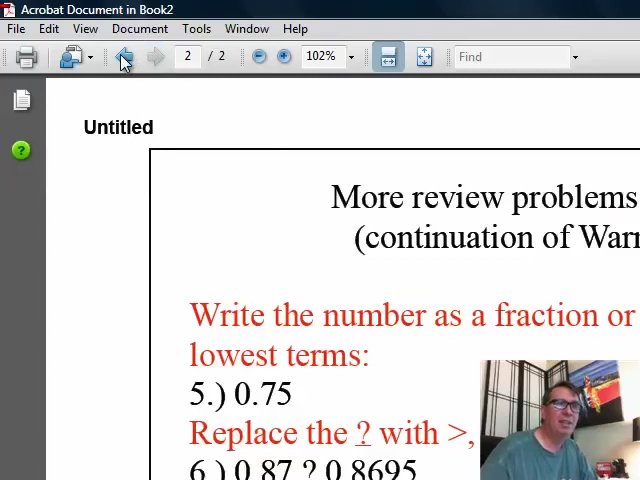 Acrobat Document in Book2
File Edit View Document Tools Window Help
2 / 2 102% Find
Untitled
More review problems
(continuation of Warm
Write the number as a fraction or
lowest terms:
5.) 0.75
Replace the ? with >,
6.) 0.87 ? 0.8695